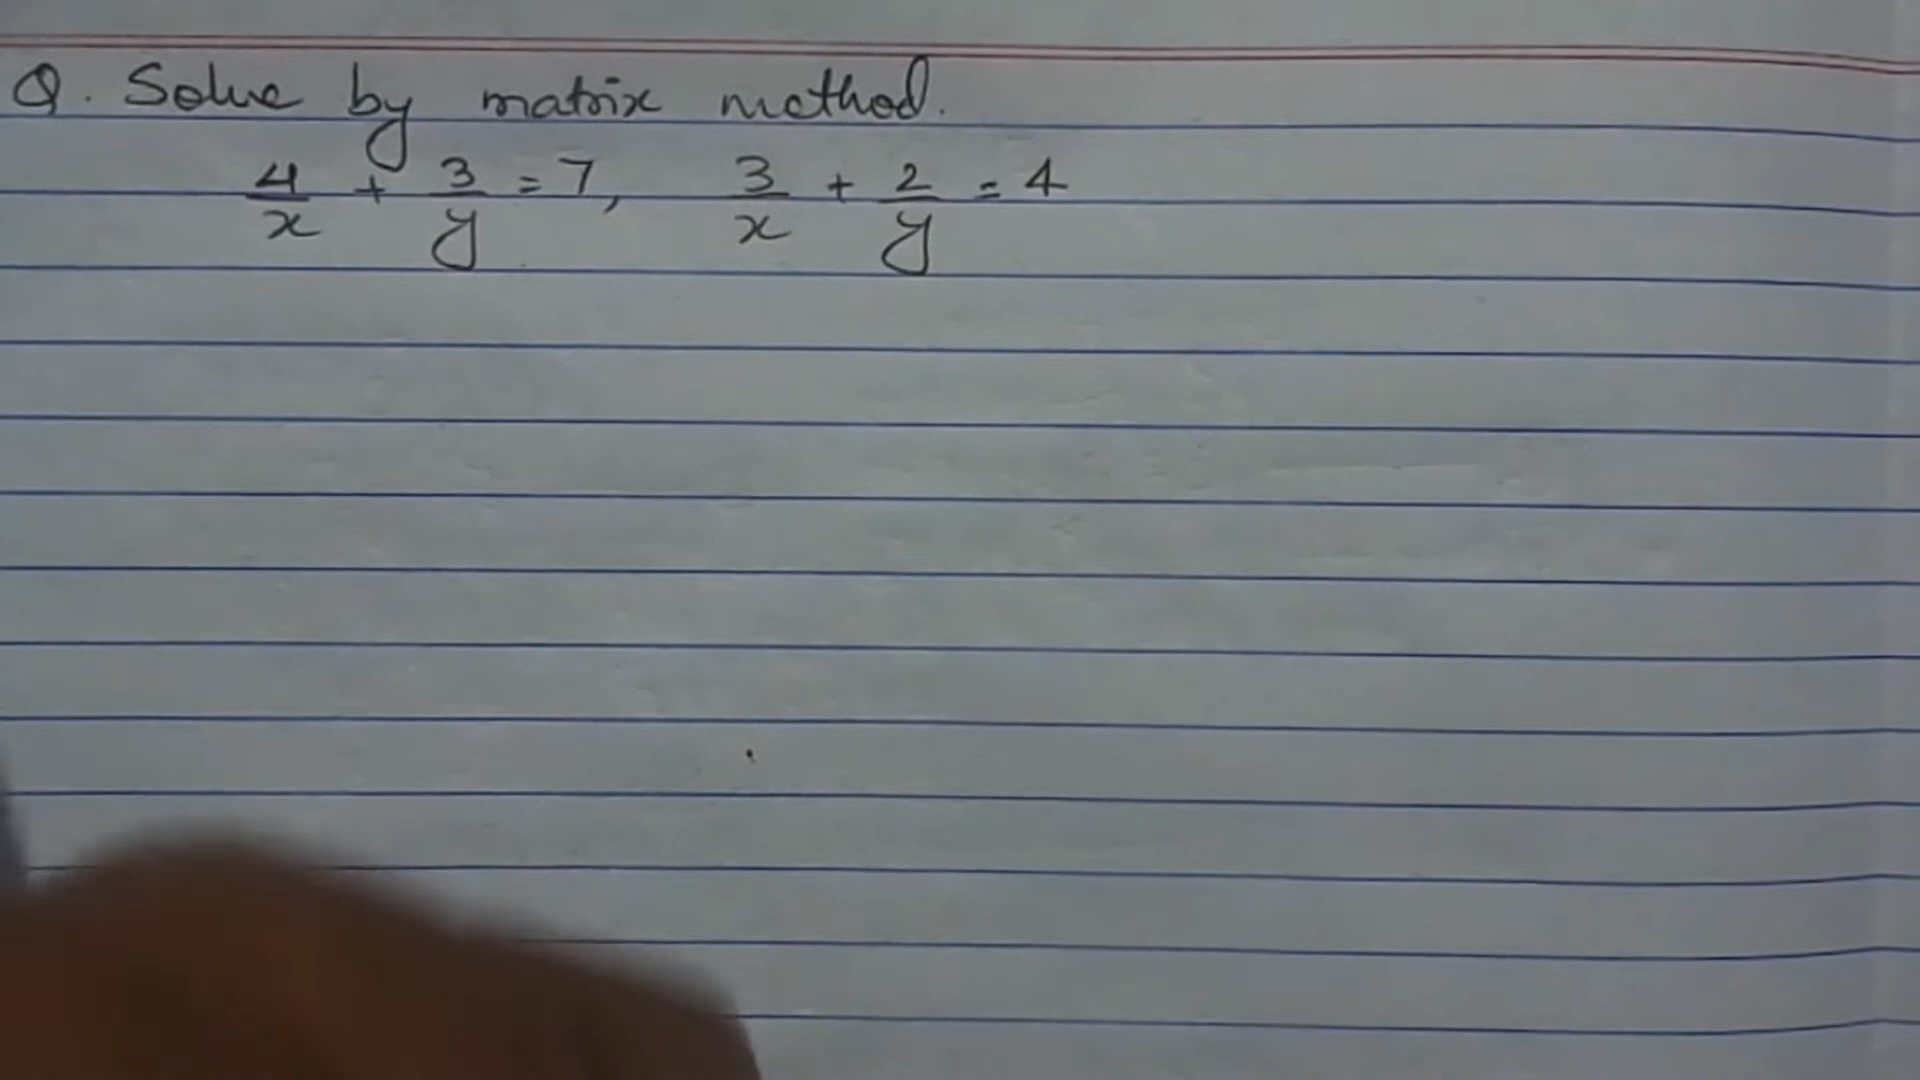 Q. Solve by matrix method.
4/x + 3/y = 7, 3/x + 2/y = 4